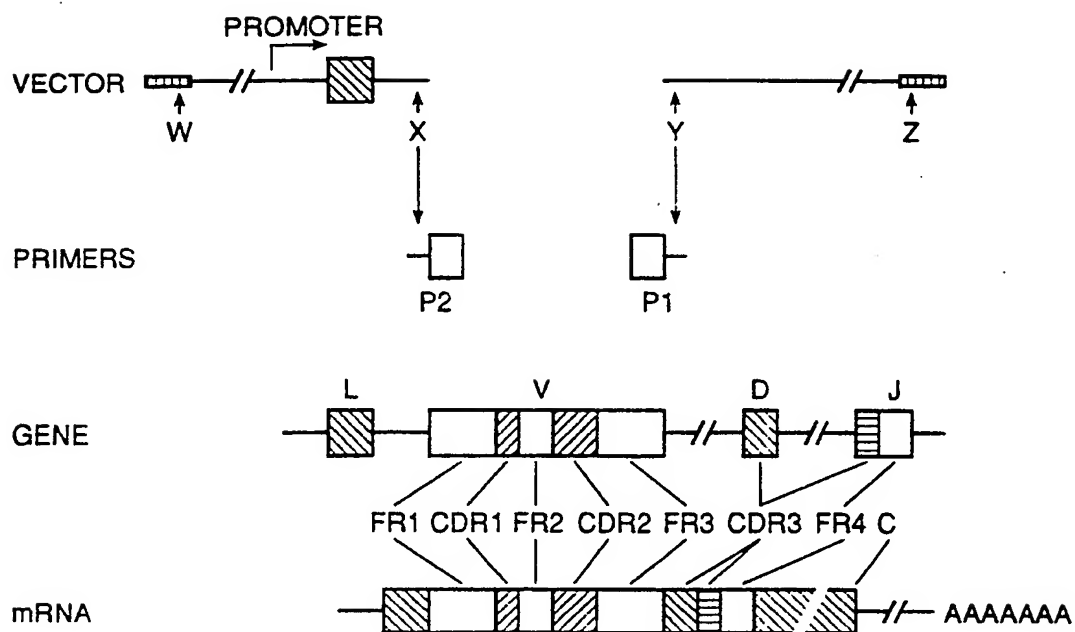 PROMOTER
VECTOR
W X Y Z
PRIMERS
P2 P1
L V D J
GENE
FR1 CDR1 FR2 CDR2 FR3 CDR3 FR4 C
mRNA AAAAAAA